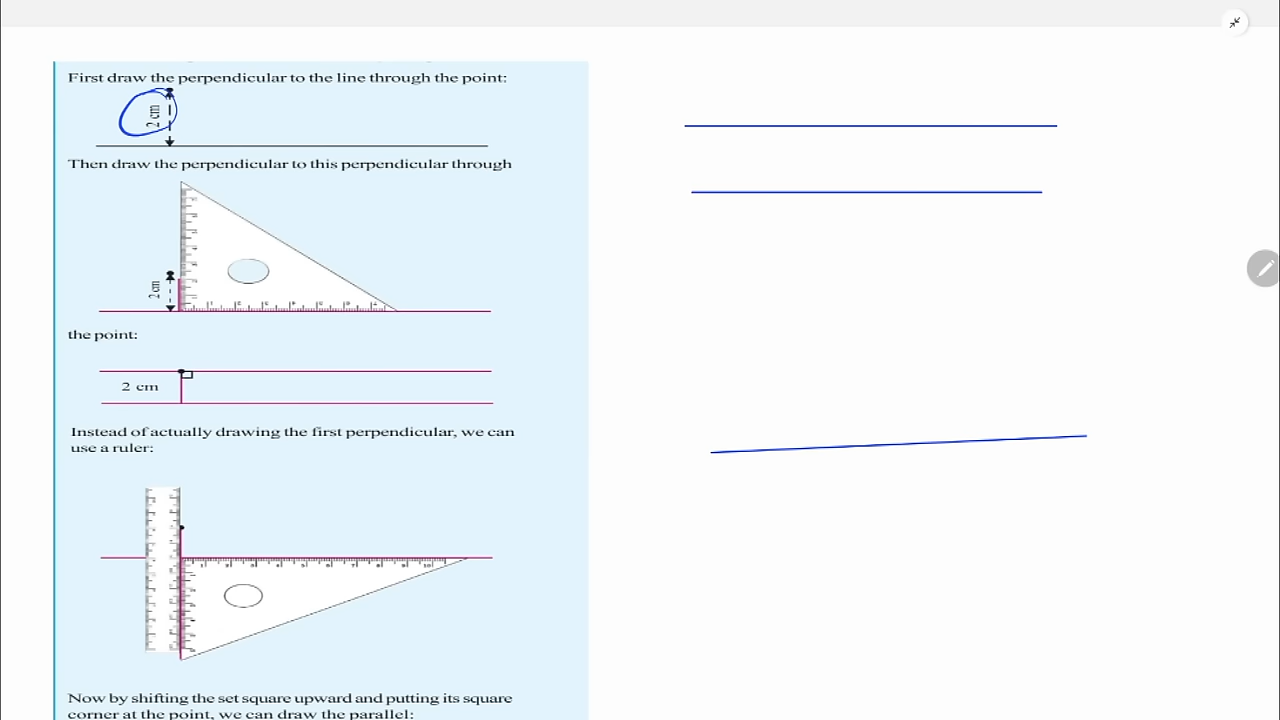 First draw the perpendicular to the line through the point:
2 cm
Then draw the perpendicular to this perpendicular through
2 cm
the point:
2 cm
Instead of actually drawing the first perpendicular, we can
use a ruler:
Now by shifting the set square upward and putting its square
corner at the point, we can draw the parallel: